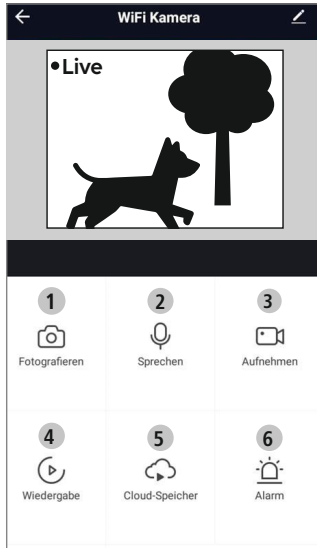 WiFi Kamera
Live
1 2 3
Fotografieren Sprechen Aufnehmen
4 5 6
Wiedergabe Cloud-Speicher Alarm